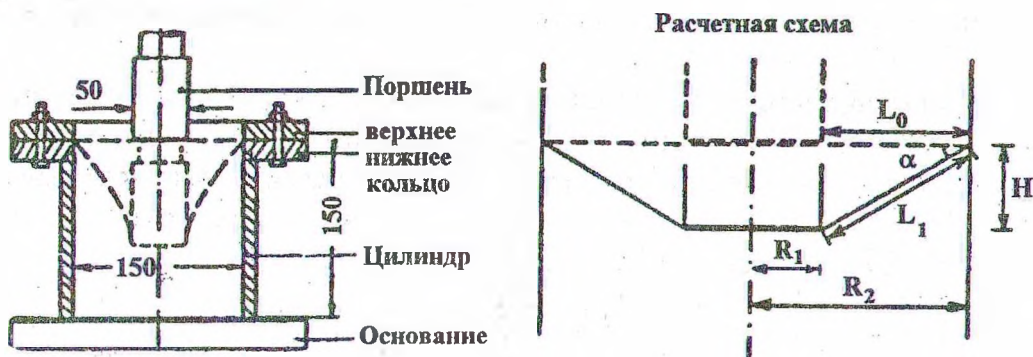 Расчетная схема
50
Поршень
верхнее
нижнее
кольцо
150
150
Цилиндр
Основание
L₀
α
H
L₁
R₁
R₂